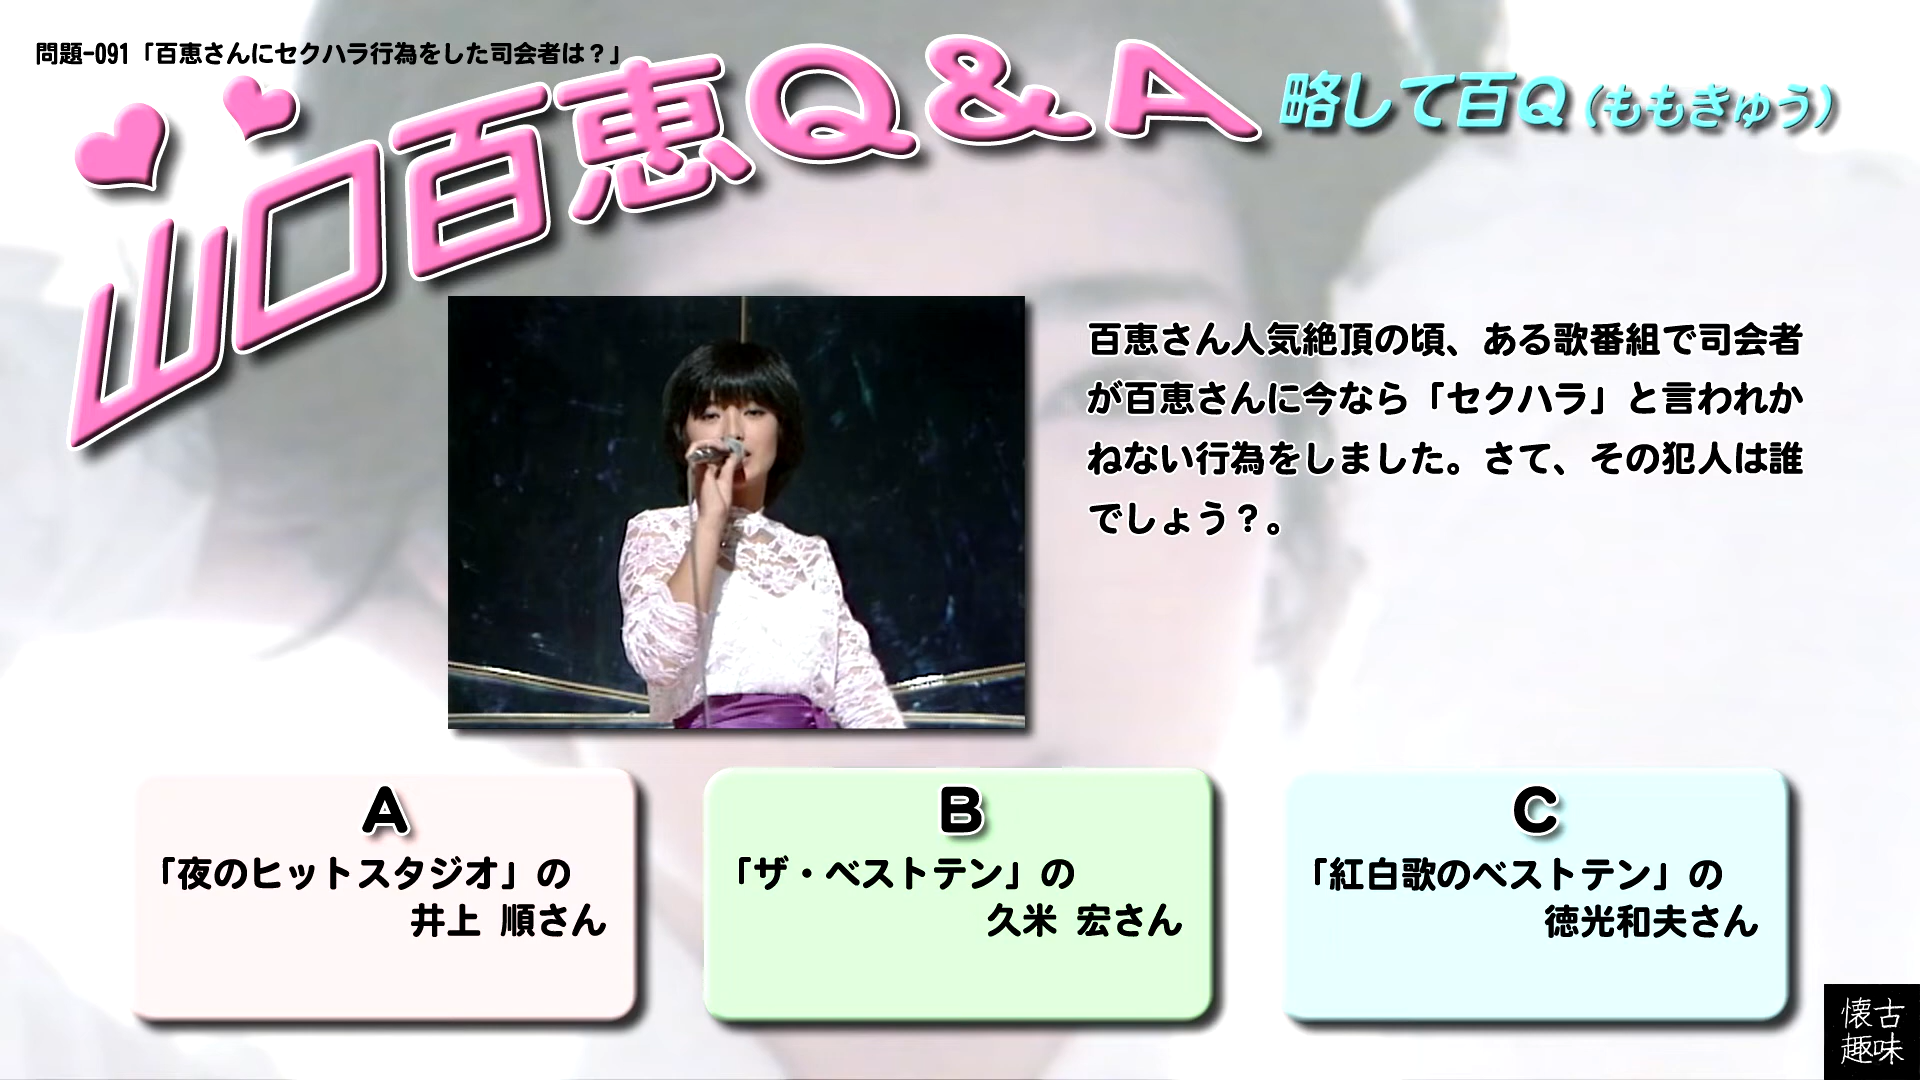 問題-091「百恵さんにセクハラ行為をした司会者は？」
山口百恵Q&A
略して百Q（ももきゅう）
百恵さん人気絶頂の頃、ある歌番組で司会者
が百恵さんに今なら「セクハラ」と言われか
ねない行為をしました。さて、その犯人は誰
でしょう？。
A
「夜のヒットスタジオ」の
井上 順さん
B
「ザ・ベストテン」の
久米 宏さん
C
「紅白歌のベストテン」の
徳光和夫さん
懐古
趣味